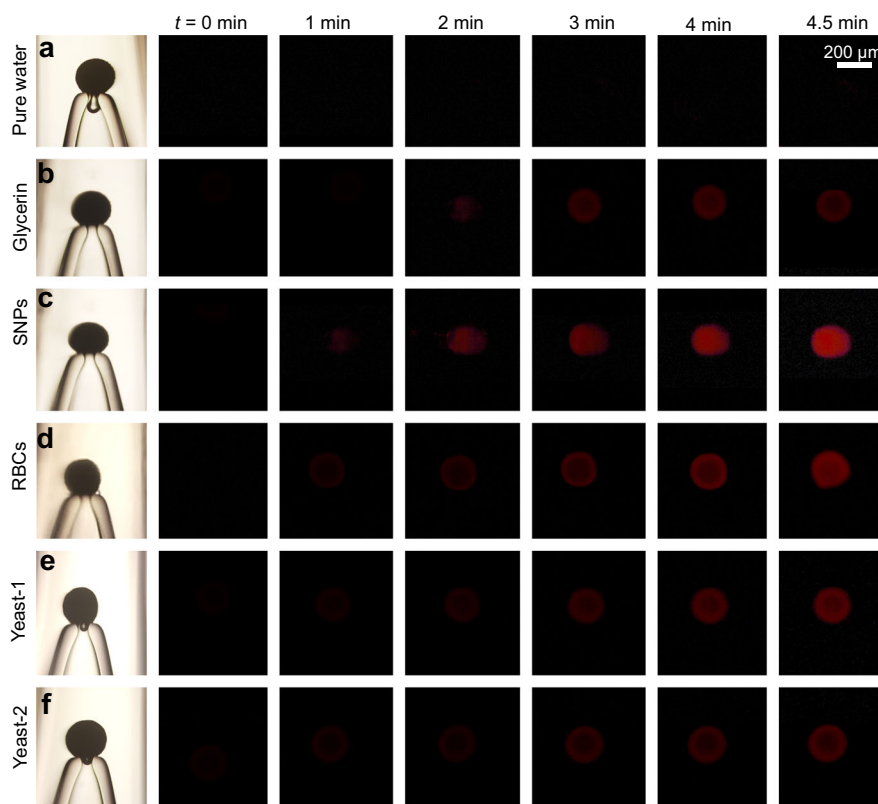 t = 0 min 1 min 2 min 3 min 4 min 4.5 min
a
Pure water
200 μm
b
Glycerin
c
SNPs
d
RBCs
e
Yeast-1
f
Yeast-2